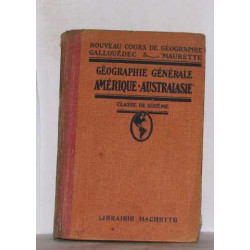 NOUVEAU COURS DE GÉOGRAPHIE
GALLOUÉDEC & MAURETTE
GÉOGRAPHIE GÉNÉRALE
AMÉRIQUE · AUSTRALASIE
CLASSE DE SIXIÈME
LIBRAIRIE HACHETTE